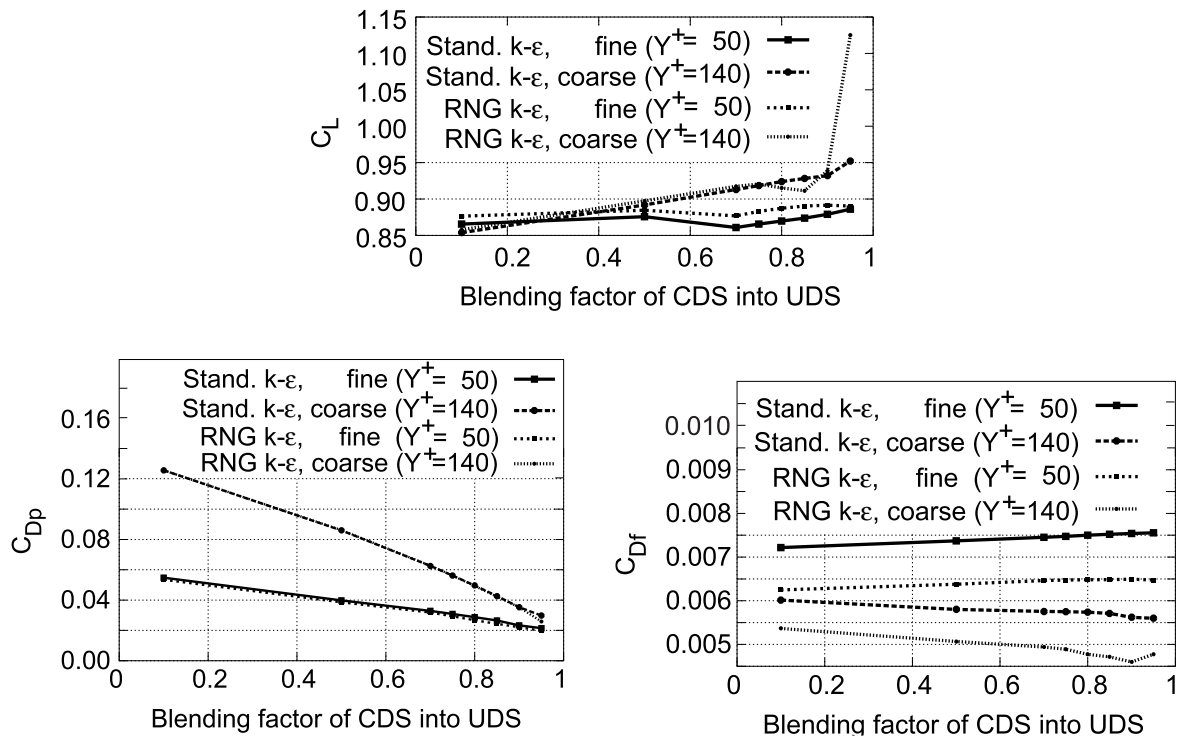 1.15
1.10
1.05
1.00
0.95
0.90
0.85
C_L
Stand. k-ε, fine (Y⁺= 50)
Stand. k-ε, coarse (Y⁺=140)
RNG k-ε, fine (Y⁺= 50)
RNG k-ε, coarse (Y⁺=140)
0 0.2 0.4 0.6 0.8 1
Blending factor of CDS into UDS
0.16
0.12
0.08
0.04
0.00
C_Dp
Stand. k-ε, fine (Y⁺= 50)
Stand. k-ε, coarse (Y⁺=140)
RNG k-ε, fine (Y⁺= 50)
RNG k-ε, coarse (Y⁺=140)
0 0.2 0.4 0.6 0.8 1
Blending factor of CDS into UDS
0.010
0.009
0.008
0.007
0.006
0.005
C_Df
Stand. k-ε, fine (Y⁺= 50)
Stand. k-ε, coarse (Y⁺=140)
RNG k-ε, fine (Y⁺= 50)
RNG k-ε, coarse (Y⁺=140)
0 0.2 0.4 0.6 0.8 1
Blending factor of CDS into UDS